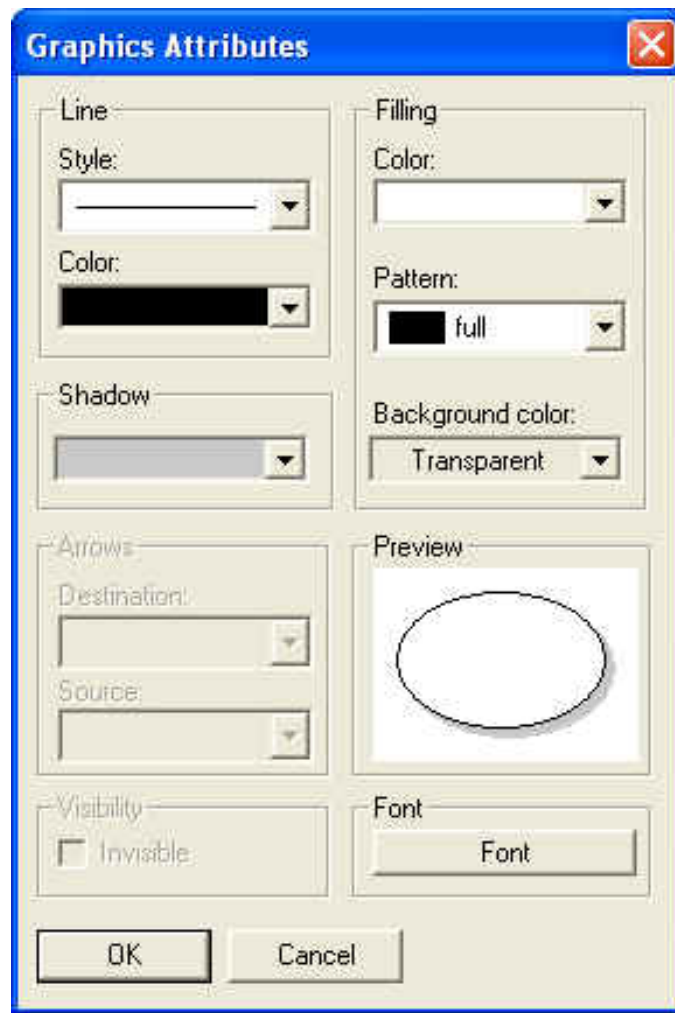 Graphics Attributes
Line
Style:
Color:
Shadow
Filling
Color:
Pattern:
full
Background color:
Transparent
Arrows
Destination:
Source:
Preview
Visibility
Invisible
Font
Font
OK
Cancel